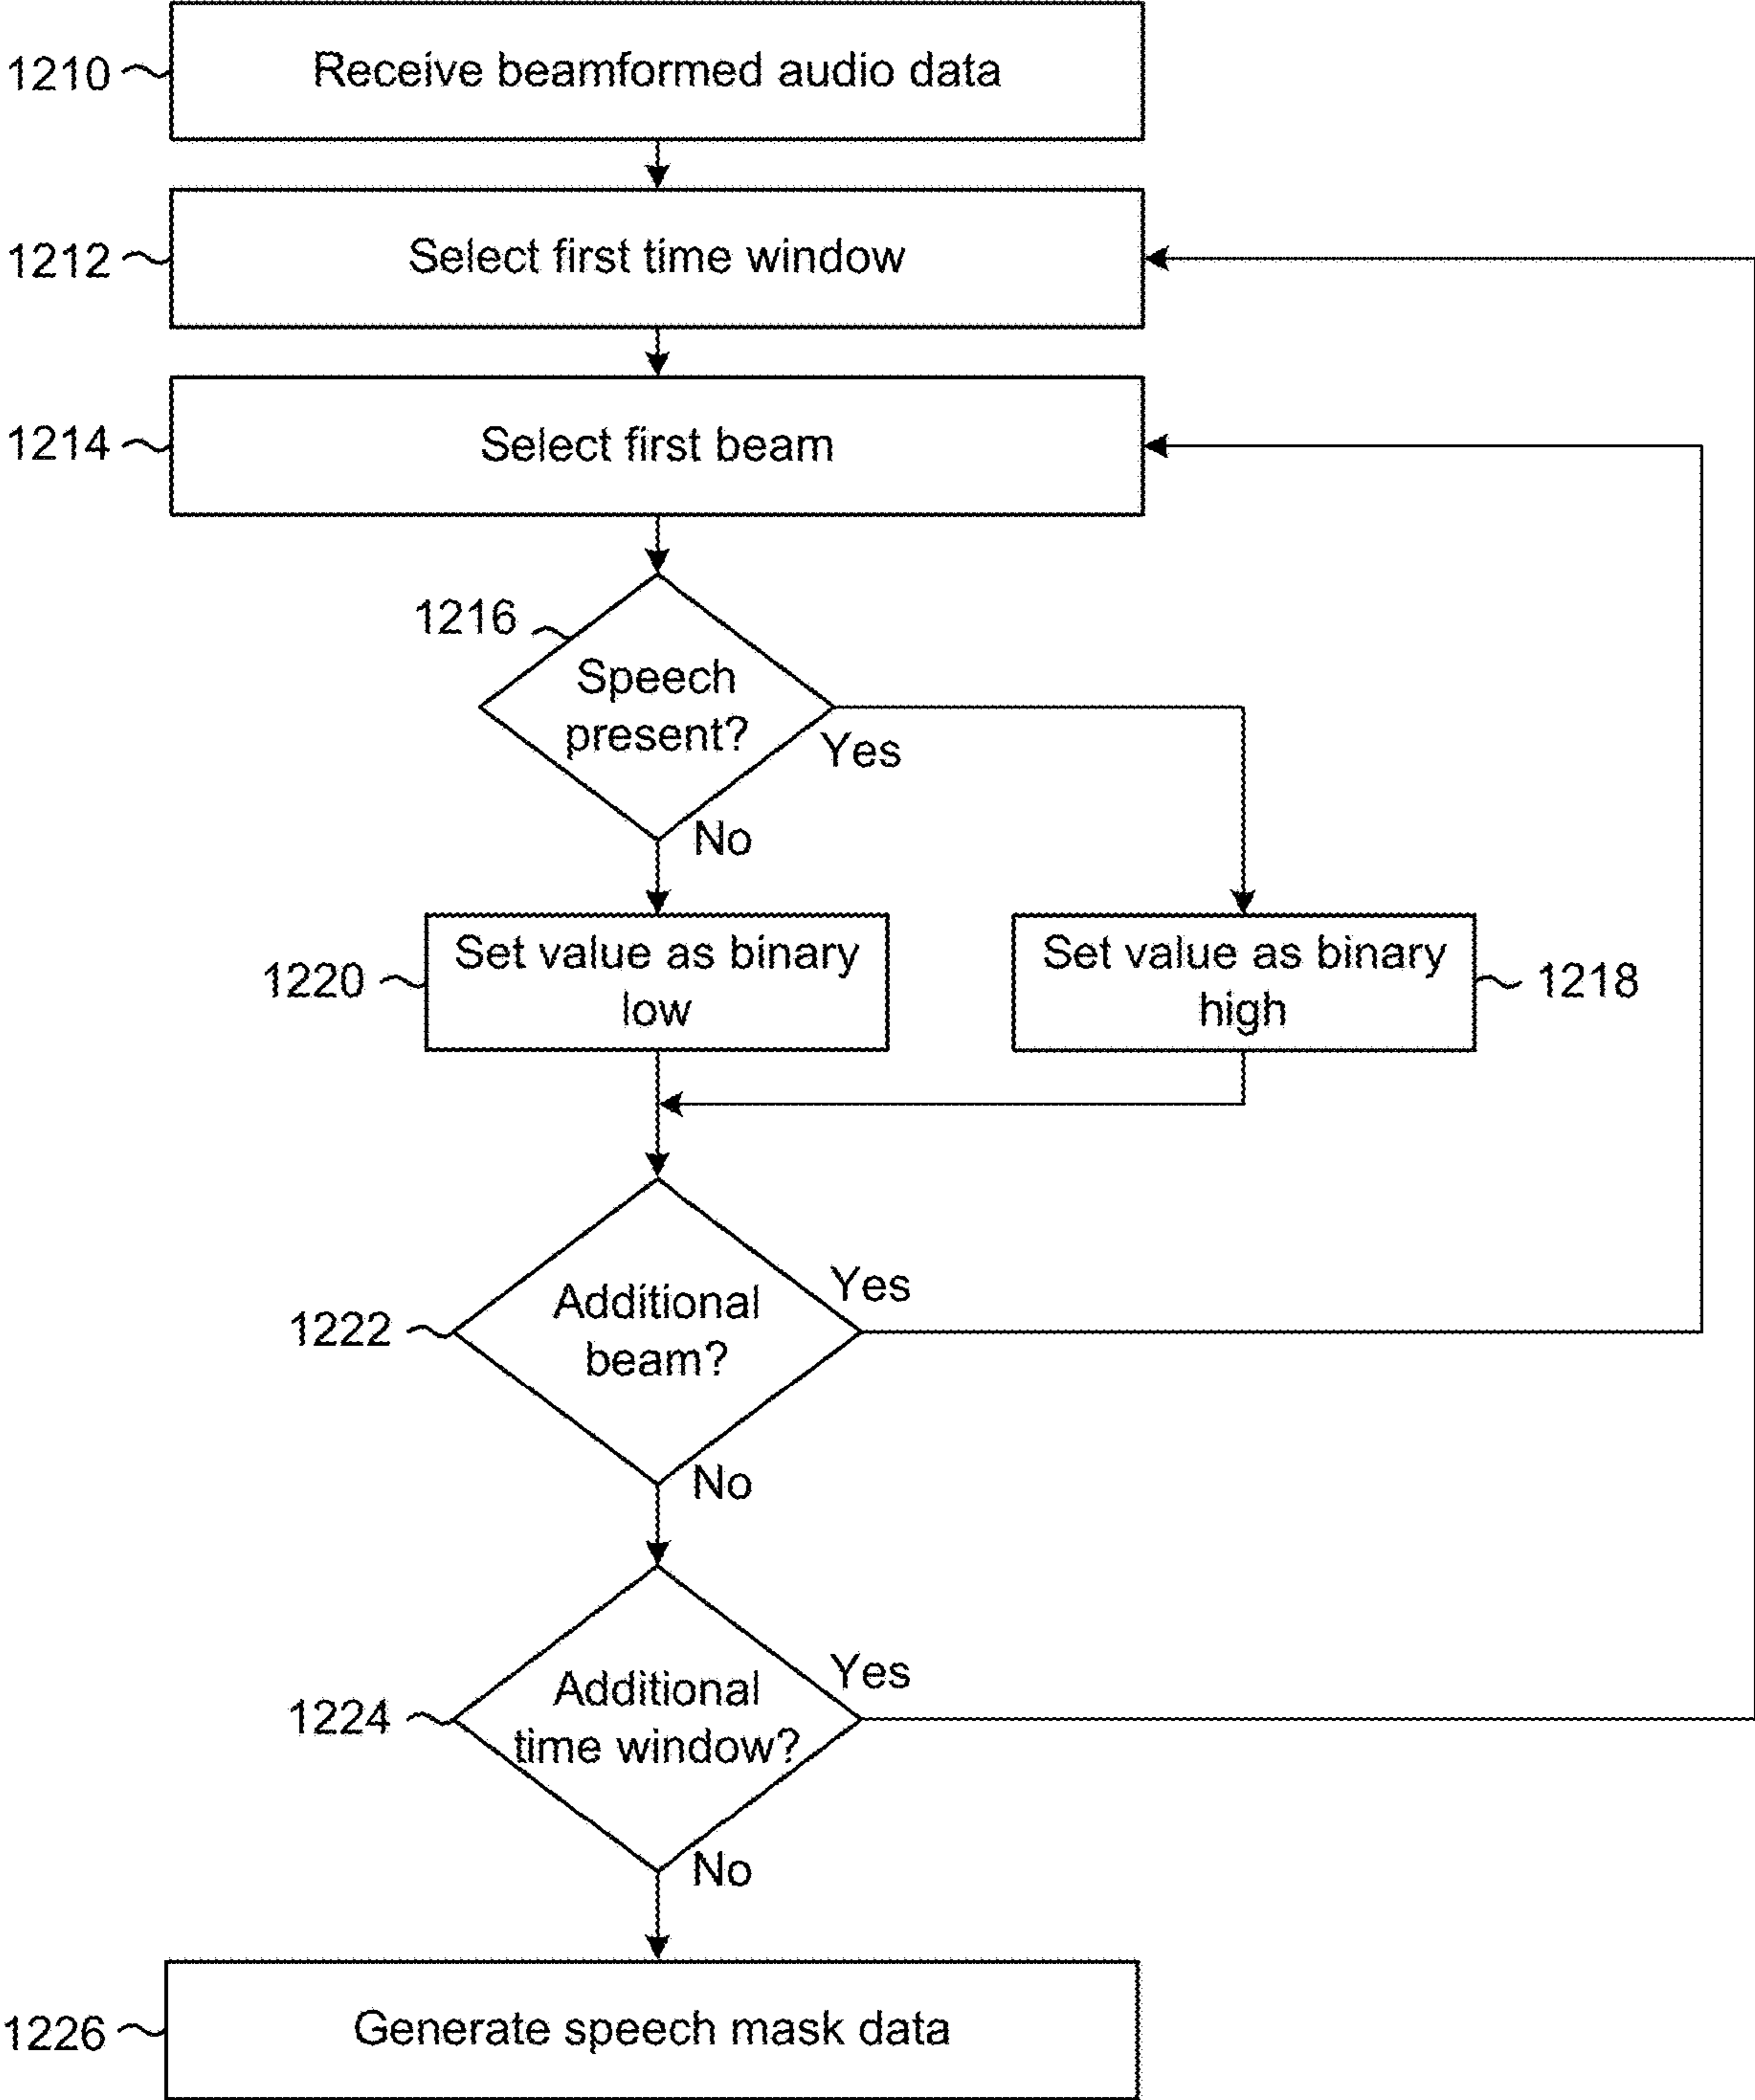 1210
Receive beamformed audio data
1212
Select first time window
1214
Select first beam
1216
Speech
present?
Yes
No
1220
Set value as binary
low
Set value as binary
high
1218
1222
Additional
beam?
Yes
No
1224
Additional
time window?
Yes
No
1226
Generate speech mask data